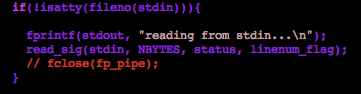 if(!isatty(fileno(stdin))){
fprintf(stdout, "reading from stdin...\n");
read_sig(stdin, NBYTES, status, linenum_flag);
// fclose(fp_pipe);
}